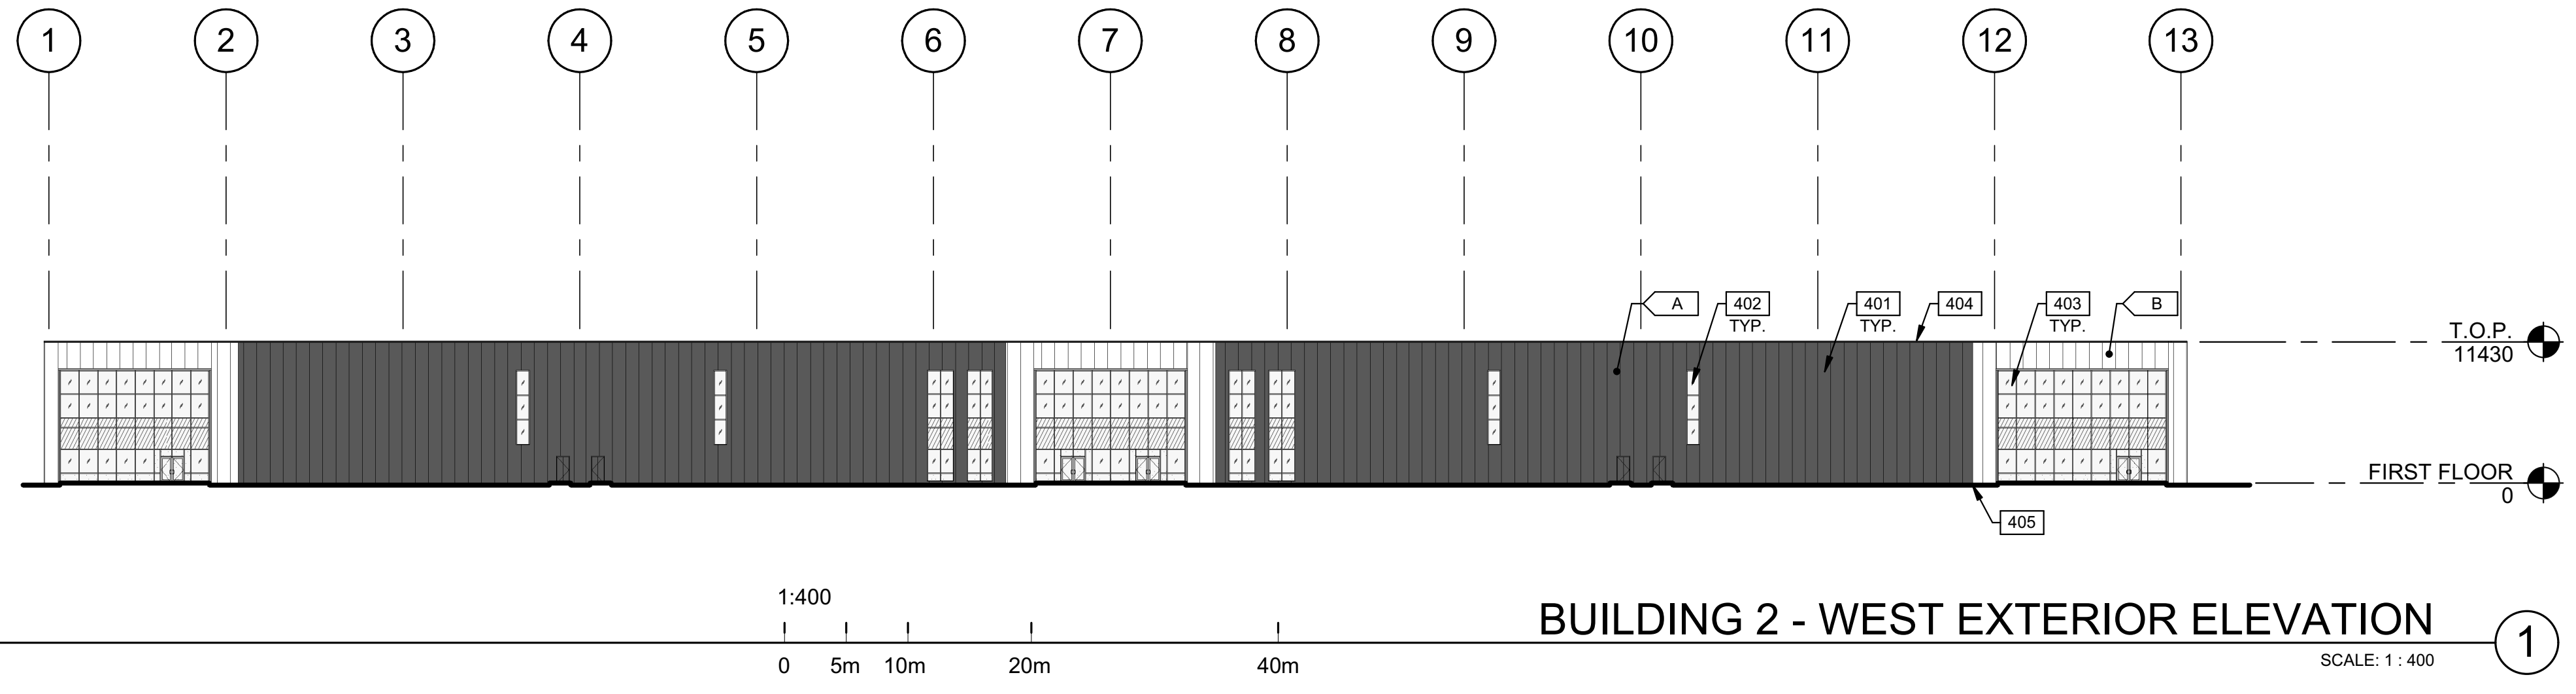 1 2 3 4 5 6 7 8 9 10 11 12 13
A 402 401 404 403 B
TYP. TYP. TYP.
T.O.P.
11430
FIRST FLOOR
0
405
1:400
0 5m 10m 20m 40m
BUILDING 2 - WEST EXTERIOR ELEVATION
1
SCALE: 1 : 400